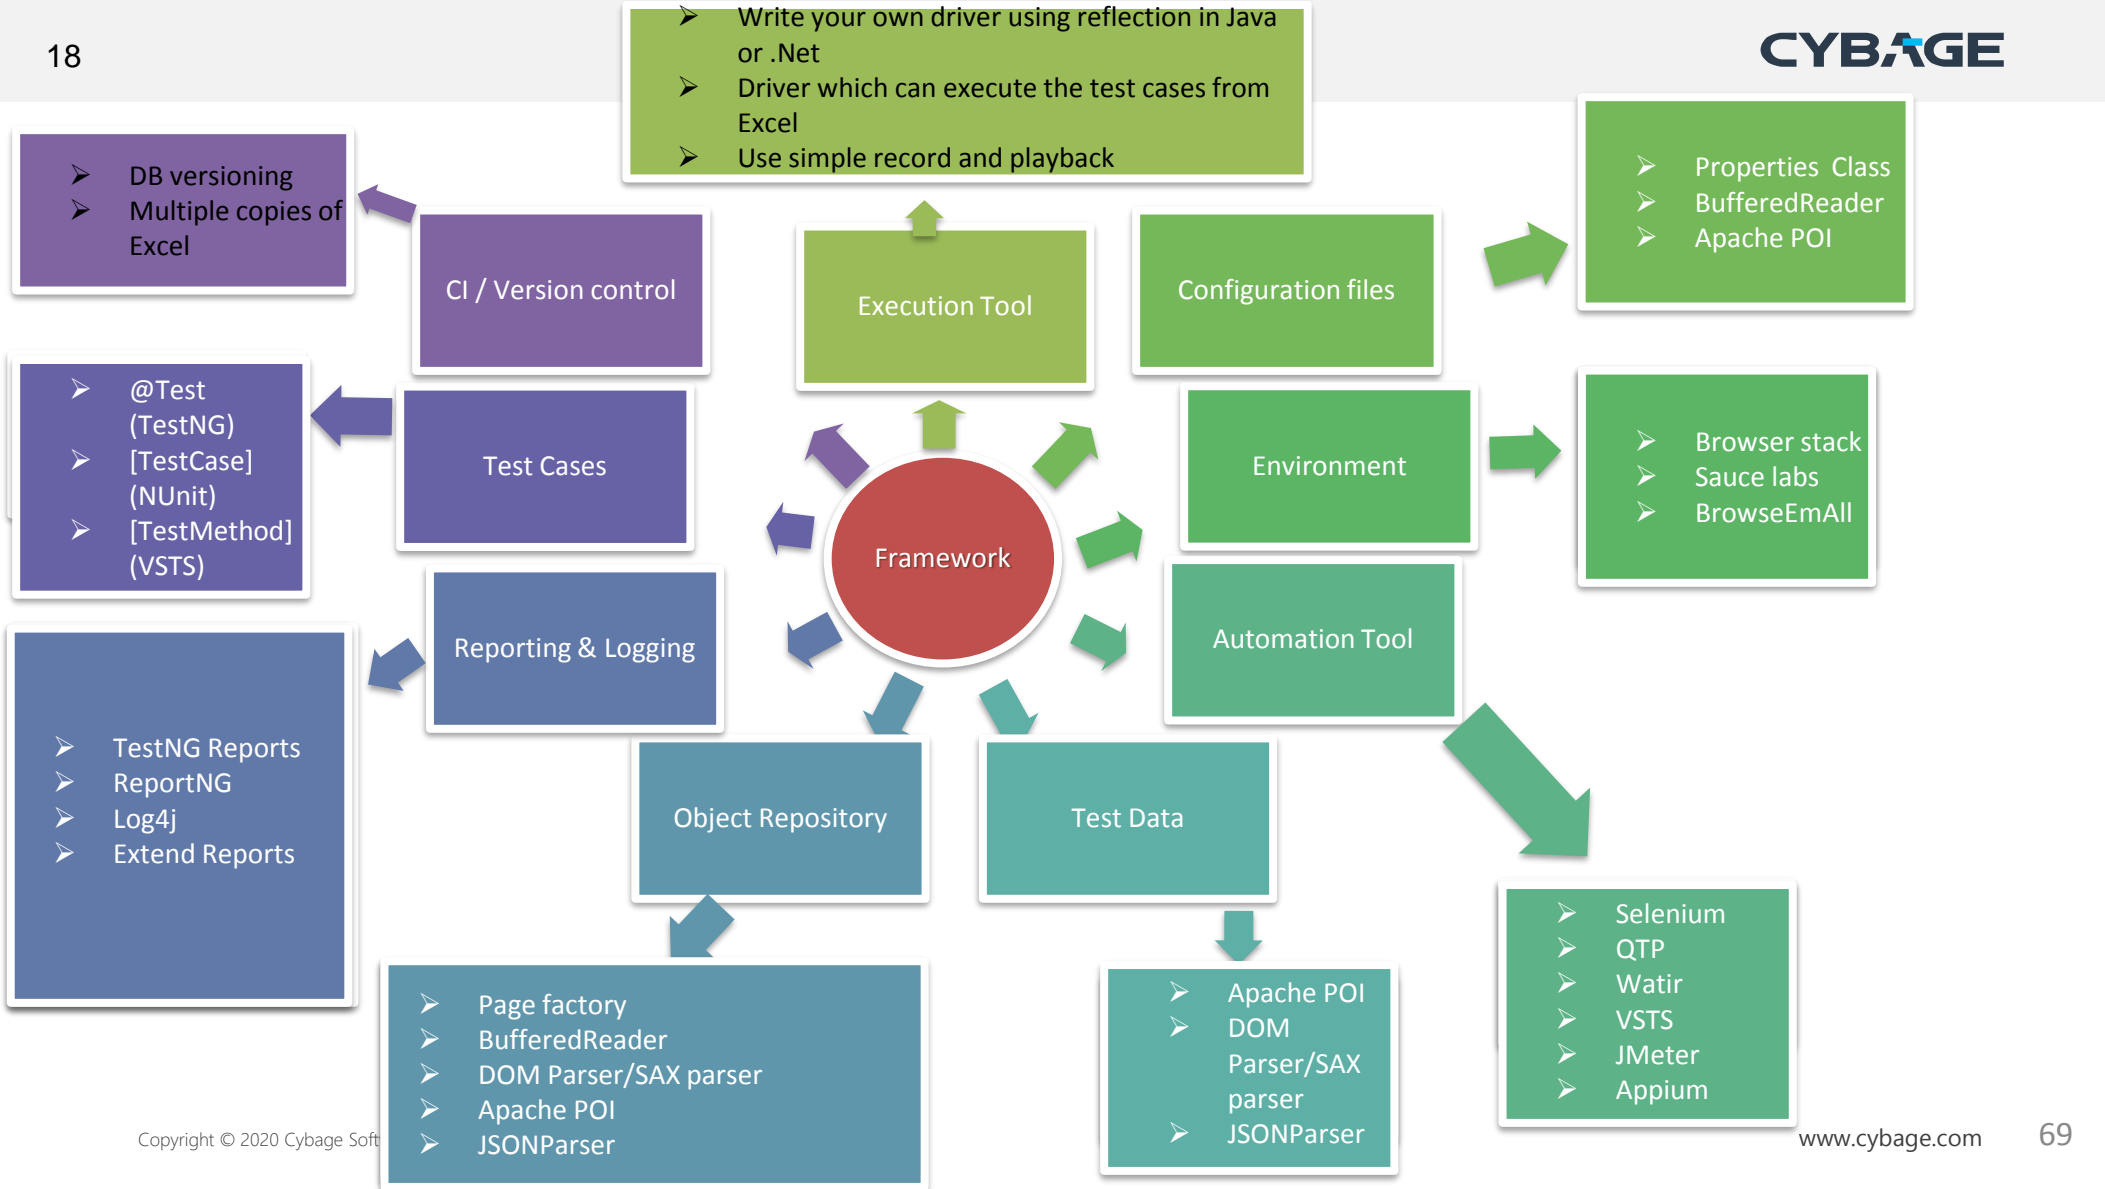 18
CYBAGE
➢ Write your own driver using reflection in Java
or .Net
➢ Driver which can execute the test cases from
Excel
➢ Use simple record and playback
➢ DB versioning
➢ Multiple copies of
Excel
CI / Version control
Execution Tool
Configuration files
➢ Properties  Class
➢ BufferedReader
➢ Apache POI
➢ @Test
(TestNG)
➢ [TestCase]
(NUnit)
➢ [TestMethod]
(VSTS)
Test Cases
Environment
➢ Browser stack
➢ Sauce labs
➢ BrowseEmAll
Framework
Reporting & Logging
Automation Tool
➢ TestNG Reports
➢ ReportNG
➢ Log4j
➢ Extend Reports
Object Repository
Test Data
➢ Selenium
➢ QTP
➢ Watir
➢ VSTS
➢ JMeter
➢ Appium
➢ Page factory
➢ BufferedReader
➢ DOM Parser/SAX parser
➢ Apache POI
➢ JSONParser
➢ Apache POI
➢ DOM
Parser/SAX
parser
➢ JSONParser
Copyright © 2020 Cybage
www.cybage.com
69